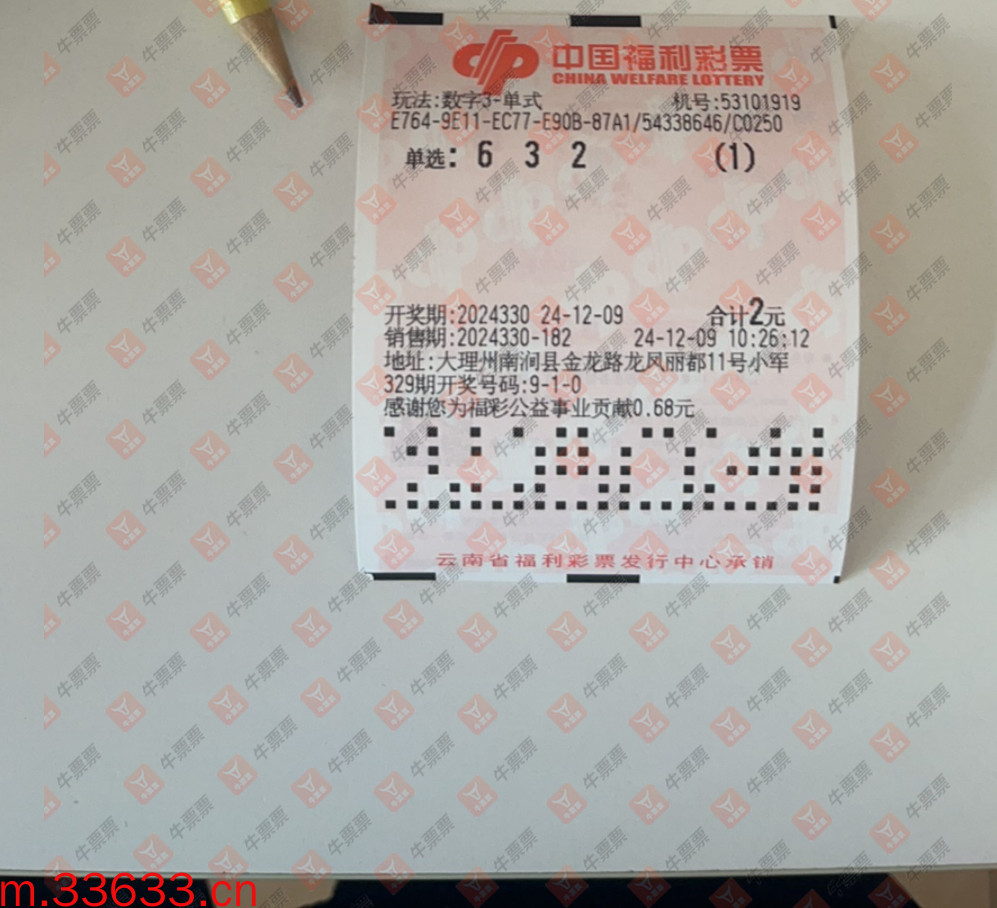 中国福利彩票
CHINA WELFARE LOTTERY
玩法:数字3-单式 机号:53101919
E764-9E11-EC77-E90B-87A1/54338646/C0250
单选: 6 3 2 (1)
开奖期:2024330 24-12-09 合计2元
销售期:2024330-182 24-12-09 10:26:12
地址:大理州南涧县金龙路龙凤丽都11号小军
329期开奖号码:9-1-0
感谢您为福彩公益事业贡献0.68元
云南省福利彩票发行中心承销
牛票票
m.33633.cn